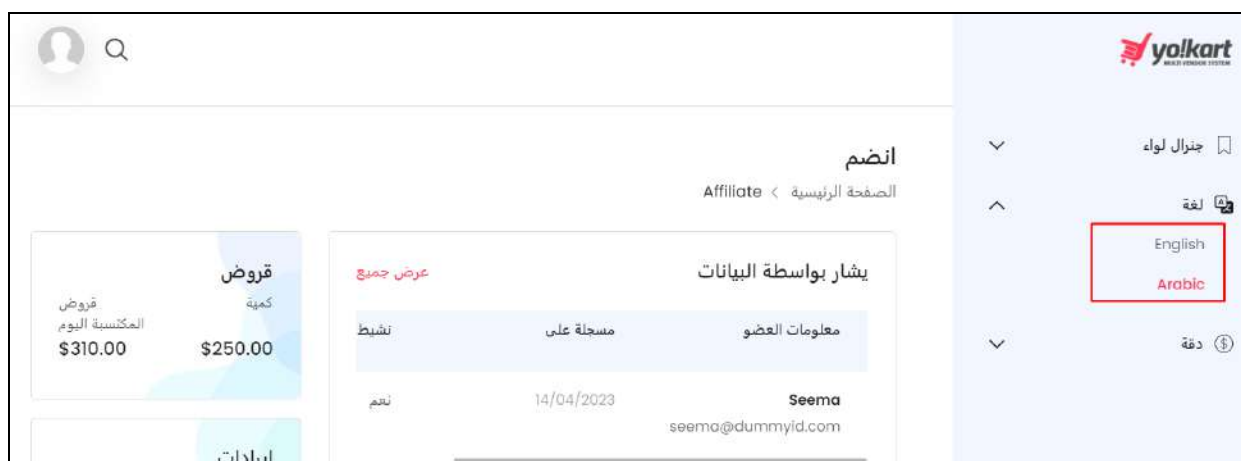 yo!kart
MULTI VENDOR SYSTEM
جنرال لواء
لغة
English
Arabic
دقة
انضم
الصفحة الرئيسية > Affiliate
يشار بواسطة البيانات
عرض جميع
معلومات العضو
مسجلة على
نشيط
Seema
14/04/2023
نعم
seema@dummyid.com
قروض
كمية
$250.00
قروض
المكتسبة اليوم
$310.00
ايرادات